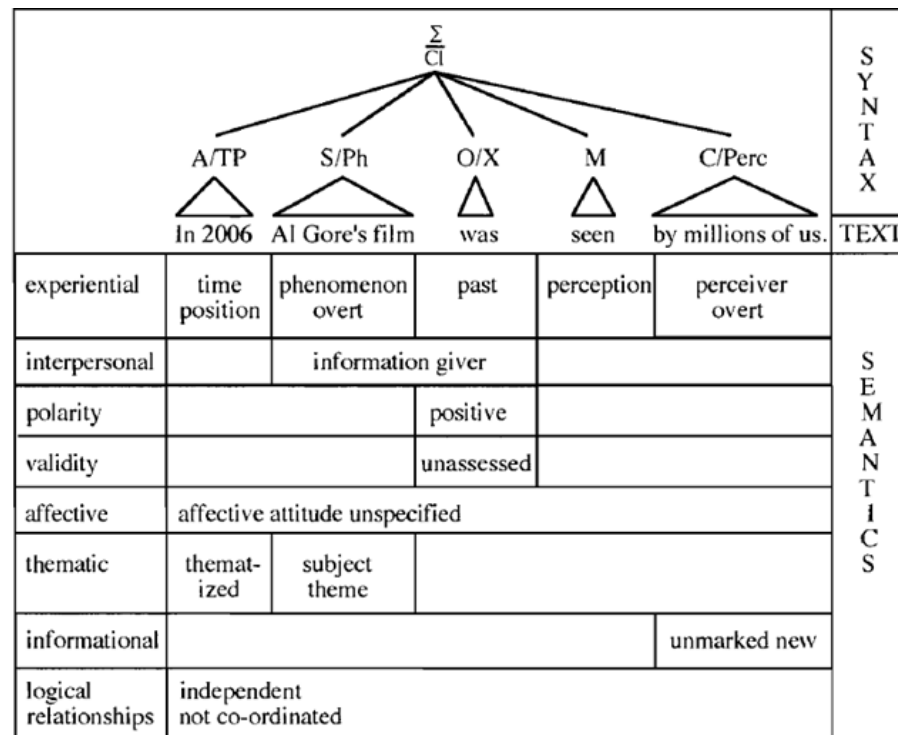 Σ
Cl
A/TP S/Ph O/X M C/Perc
In 2006 Al Gore's film was seen by millions of us.
SYNTAX
TEXT
experiential time position phenomenon overt past perception perceiver overt
interpersonal information giver
polarity positive
validity unassessed
affective affective attitude unspecified
thematic themat-ized subject theme
informational unmarked new
logical relationships independent not co-ordinated
SEMANTICS